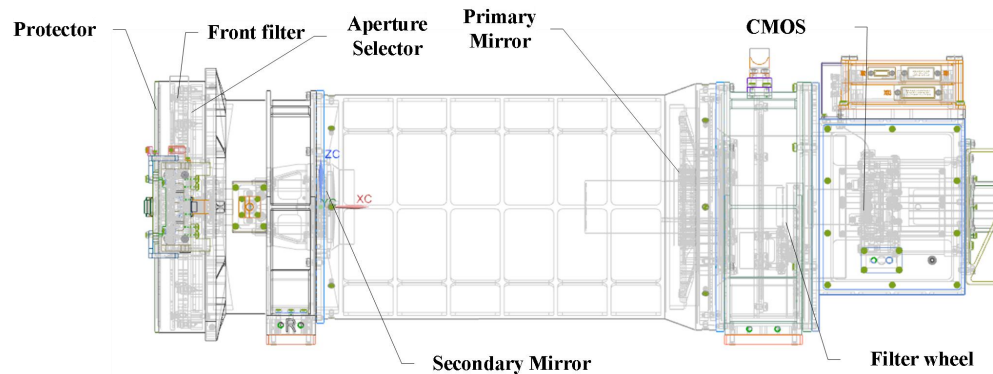 Protector
Front filter
Aperture
Selector
Primary
Mirror
CMOS
ZC
XC
Secondary Mirror
Filter wheel